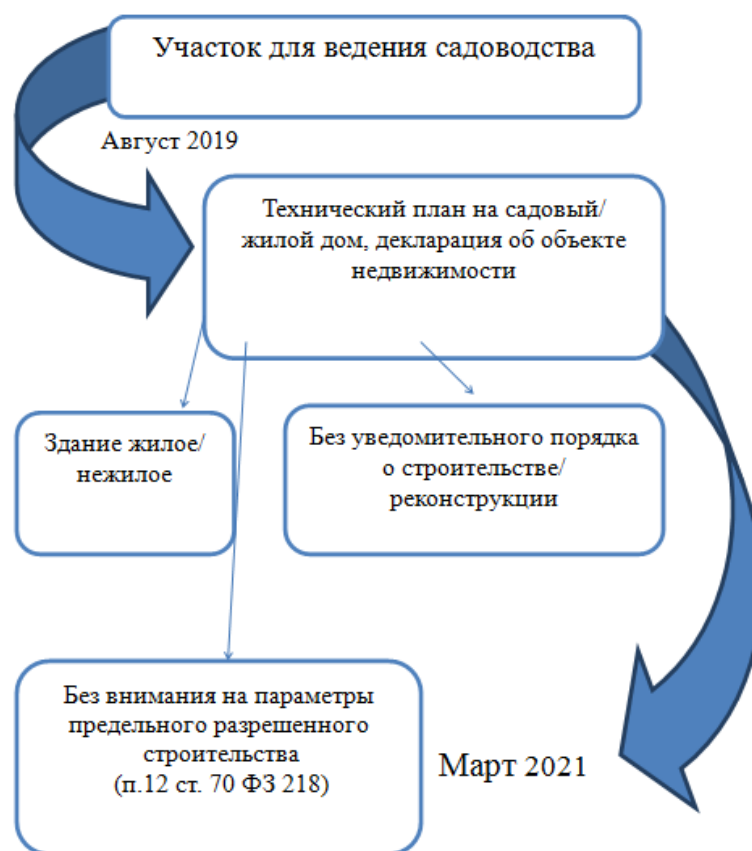 Участок для ведения садоводства
Август 2019
Технический план на садовый/
жилой дом, декларация об объекте
недвижимости
Здание жилое/
нежилое
Без уведомительного порядка
о строительстве/
реконструкции
Без внимания на параметры
предельного разрешенного
строительства
(п.12 ст. 70 ФЗ 218)
Март 2021